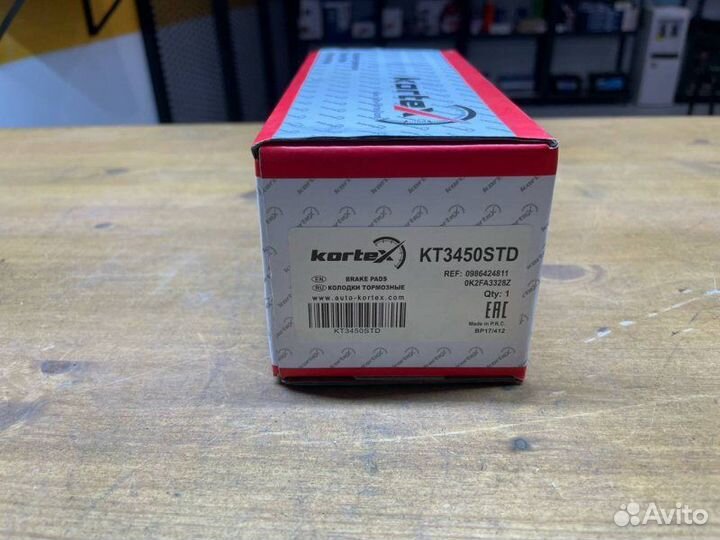 kortex
kortex KT3450STD
REF: 0986424811
0K2FA3328Z
EN BRAKE PADS
RU КОЛОДКИ ТОРМОЗНЫЕ
Qty: 1
www.auto-kortex.com
KT3450STD
EAC
Made in P.R.C.
BP17/412
Avito